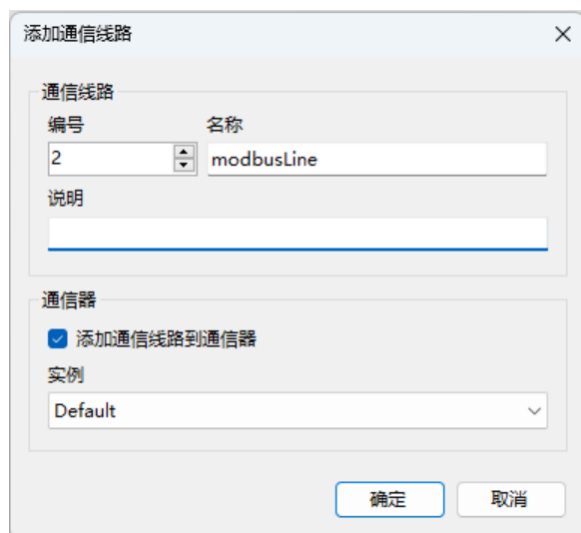 添加通信线路
通信线路
编号 名称
2 modbusLine
说明
通信器
添加通信线路到通信器
实例
Default
确定 取消